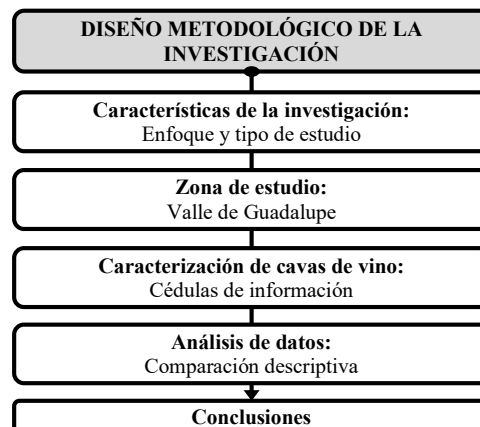 DISEÑO METODOLÓGICO DE LA
INVESTIGACIÓN
Características de la investigación:
Enfoque y tipo de estudio
Zona de estudio:
Valle de Guadalupe
Caracterización de cavas de vino:
Cédulas de información
Análisis de datos:
Comparación descriptiva
Conclusiones